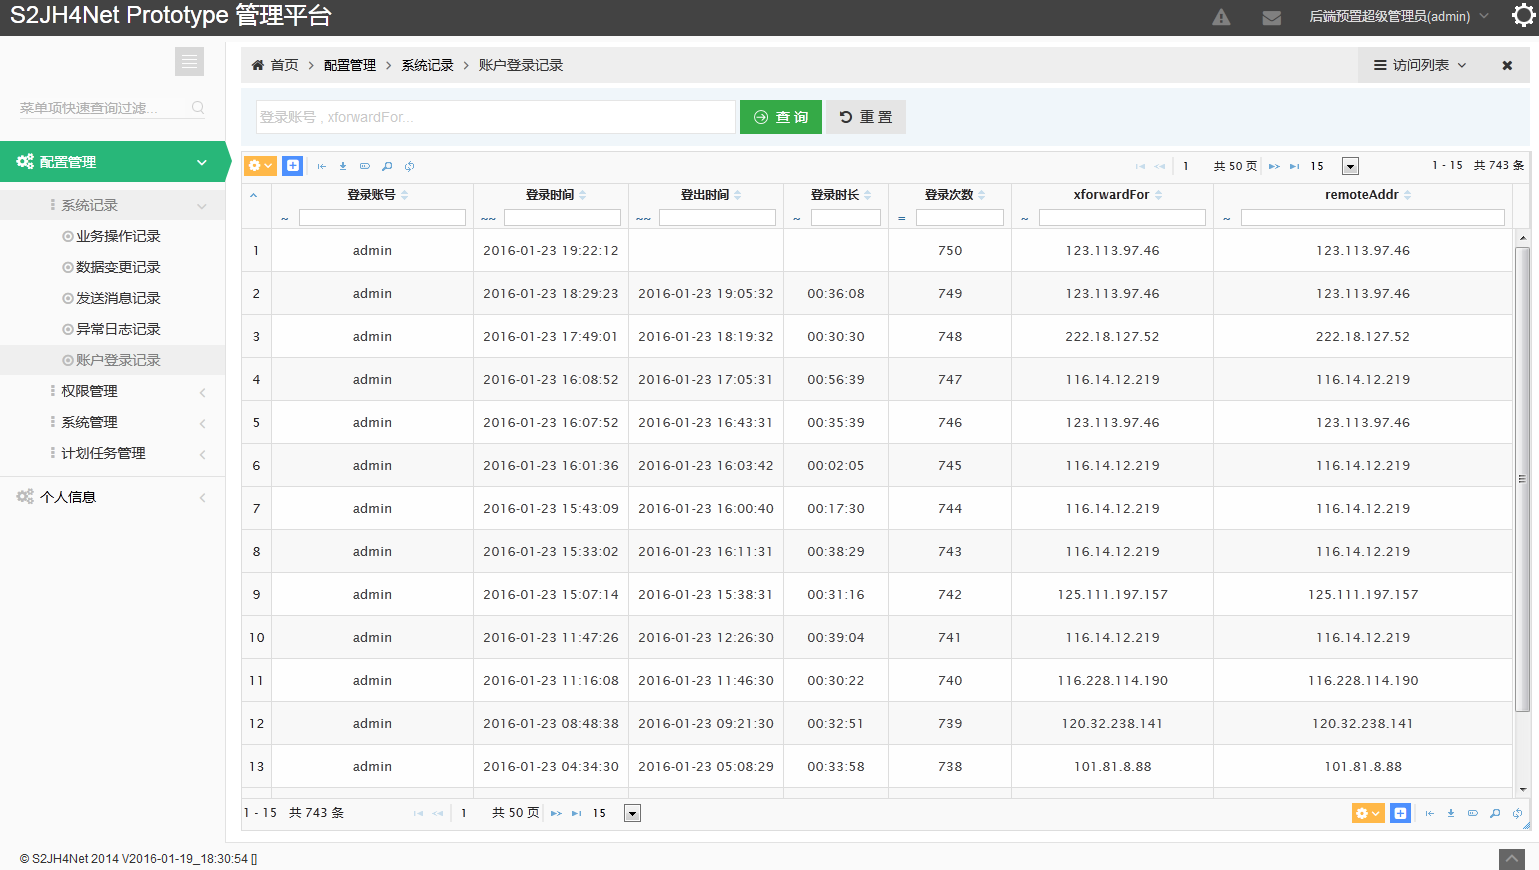 S2JH4Net Prototype 管理平台
后端预置超级管理员(admin)
菜单项快速查询过滤...
配置管理
系统记录
业务操作记录
数据变更记录
发送消息记录
异常日志记录
账户登录记录
权限管理
系统管理
计划任务管理
个人信息
首页 > 配置管理 > 系统记录 > 账户登录记录
访问列表
登录账号 , xforwardFor...
查 询
重 置
1 共 50 页 15
1 - 15 共 743 条
登录账号 登录时间 登出时间 登录时长 登录次数 xforwardFor remoteAddr
~ ~~ ~~ ~ = ~ ~
1 admin 2016-01-23 19:22:12 750 123.113.97.46 123.113.97.46
2 admin 2016-01-23 18:29:23 2016-01-23 19:05:32 00:36:08 749 123.113.97.46 123.113.97.46
3 admin 2016-01-23 17:49:01 2016-01-23 18:19:32 00:30:30 748 222.18.127.52 222.18.127.52
4 admin 2016-01-23 16:08:52 2016-01-23 17:05:31 00:56:39 747 116.14.12.219 116.14.12.219
5 admin 2016-01-23 16:07:52 2016-01-23 16:43:31 00:35:39 746 123.113.97.46 123.113.97.46
6 admin 2016-01-23 16:01:36 2016-01-23 16:03:42 00:02:05 745 116.14.12.219 116.14.12.219
7 admin 2016-01-23 15:43:09 2016-01-23 16:00:40 00:17:30 744 116.14.12.219 116.14.12.219
8 admin 2016-01-23 15:33:02 2016-01-23 16:11:31 00:38:29 743 116.14.12.219 116.14.12.219
9 admin 2016-01-23 15:07:14 2016-01-23 15:38:31 00:31:16 742 125.111.197.157 125.111.197.157
10 admin 2016-01-23 11:47:26 2016-01-23 12:26:30 00:39:04 741 116.14.12.219 116.14.12.219
11 admin 2016-01-23 11:16:08 2016-01-23 11:46:30 00:30:22 740 116.228.114.190 116.228.114.190
12 admin 2016-01-23 08:48:38 2016-01-23 09:21:30 00:32:51 739 120.32.238.141 120.32.238.141
13 admin 2016-01-23 04:34:30 2016-01-23 05:08:29 00:33:58 738 101.81.8.88 101.81.8.88
1 - 15 共 743 条
1 共 50 页 15
© S2JH4Net 2014 V2016-01-19_18:30:54 []